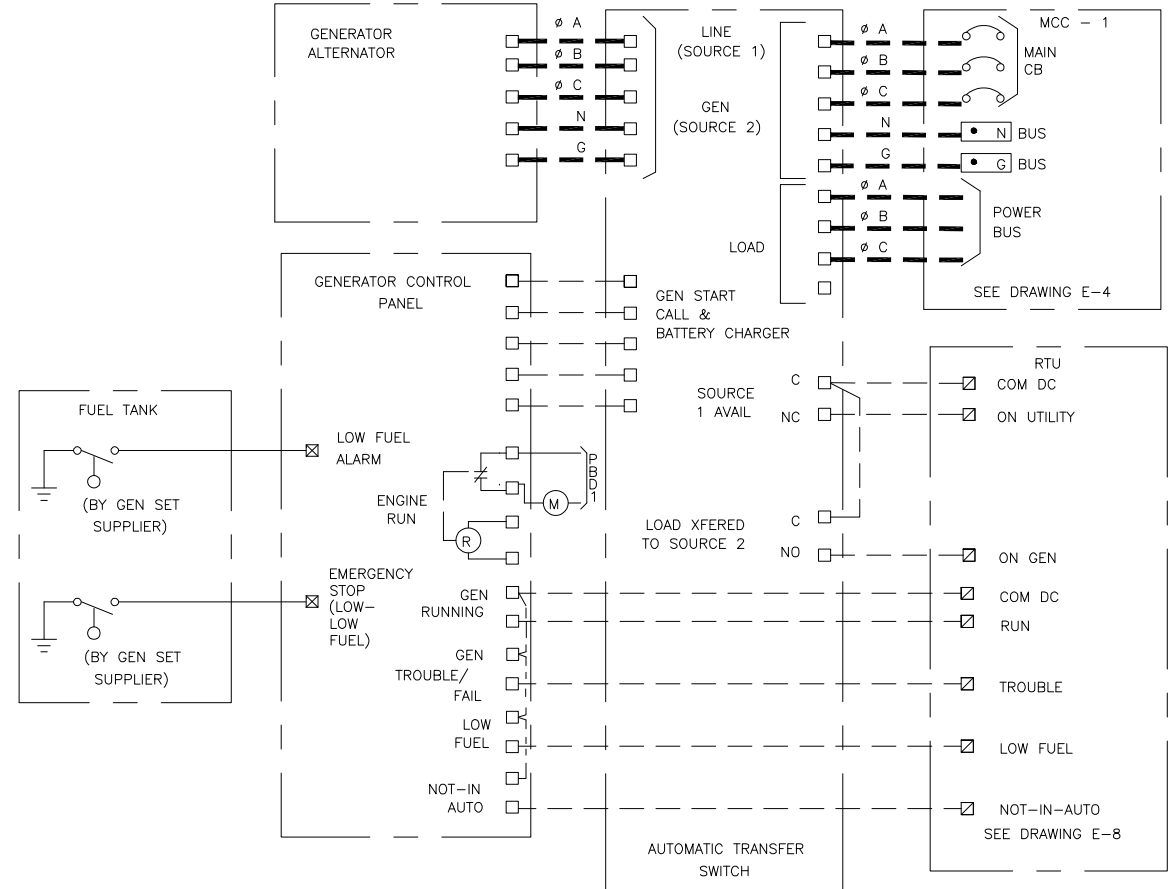 GENERATOR
ALTERNATOR
ø A
ø B
ø C
N
G
LINE
(SOURCE 1)
GEN
(SOURCE 2)
LOAD
ø A
ø B
ø C
N
G
ø A
ø B
ø C
MCC - 1
MAIN
CB
N BUS
G BUS
POWER
BUS
SEE DRAWING E-4
GENERATOR CONTROL
PANEL
GEN START
CALL &
BATTERY CHARGER
SOURCE
1 AVAIL
C
NC
LOAD XFERED
TO SOURCE 2
C
NO
RTU
COM DC
ON UTILITY
ON GEN
COM DC
RUN
TROUBLE
LOW FUEL
NOT-IN-AUTO
SEE DRAWING E-8
FUEL TANK
(BY GEN SET
SUPPLIER)
(BY GEN SET
SUPPLIER)
LOW FUEL
ALARM
ENGINE
RUN
R
M
P
B
D
1
EMERGENCY
STOP
(LOW-
LOW
FUEL)
GEN
RUNNING
GEN
TROUBLE/
FAIL
LOW
FUEL
NOT-IN
AUTO
AUTOMATIC TRANSFER
SWITCH